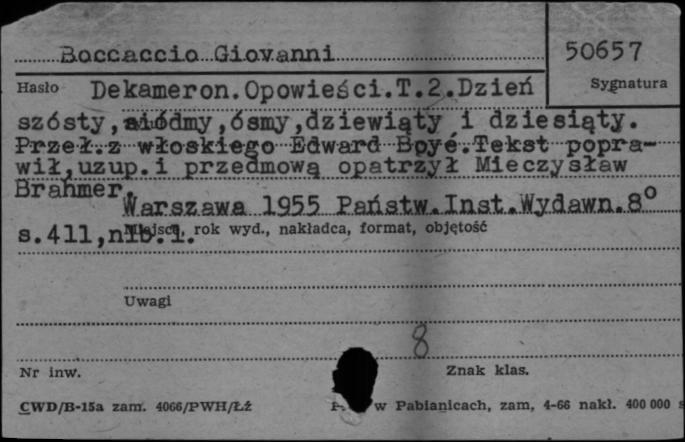 Boccaccio Giovanni
50657
Hasło Dekameron.Opowieści.T.2.Dzień
Sygnatura
szósty,siódmy,ósmy,dziewiąty i dziesiąty.
Przeł.z włoskiego Edward Boyé.Tekst popra-
wił,uzup.i przedmową opatrzył Mieczysław
Brahmer.
Warszawa 1955 Państw.Inst.Wydawn.8°
s.411,nlb.1.
Miejsce, rok wyd., nakładca, format, objętość
Uwagi
8
Nr inw.
Znak klas.
CWD/B-15a zam. 4066/PWH/Łż
w Pabianicach, zam, 4-66 nakł. 400 000